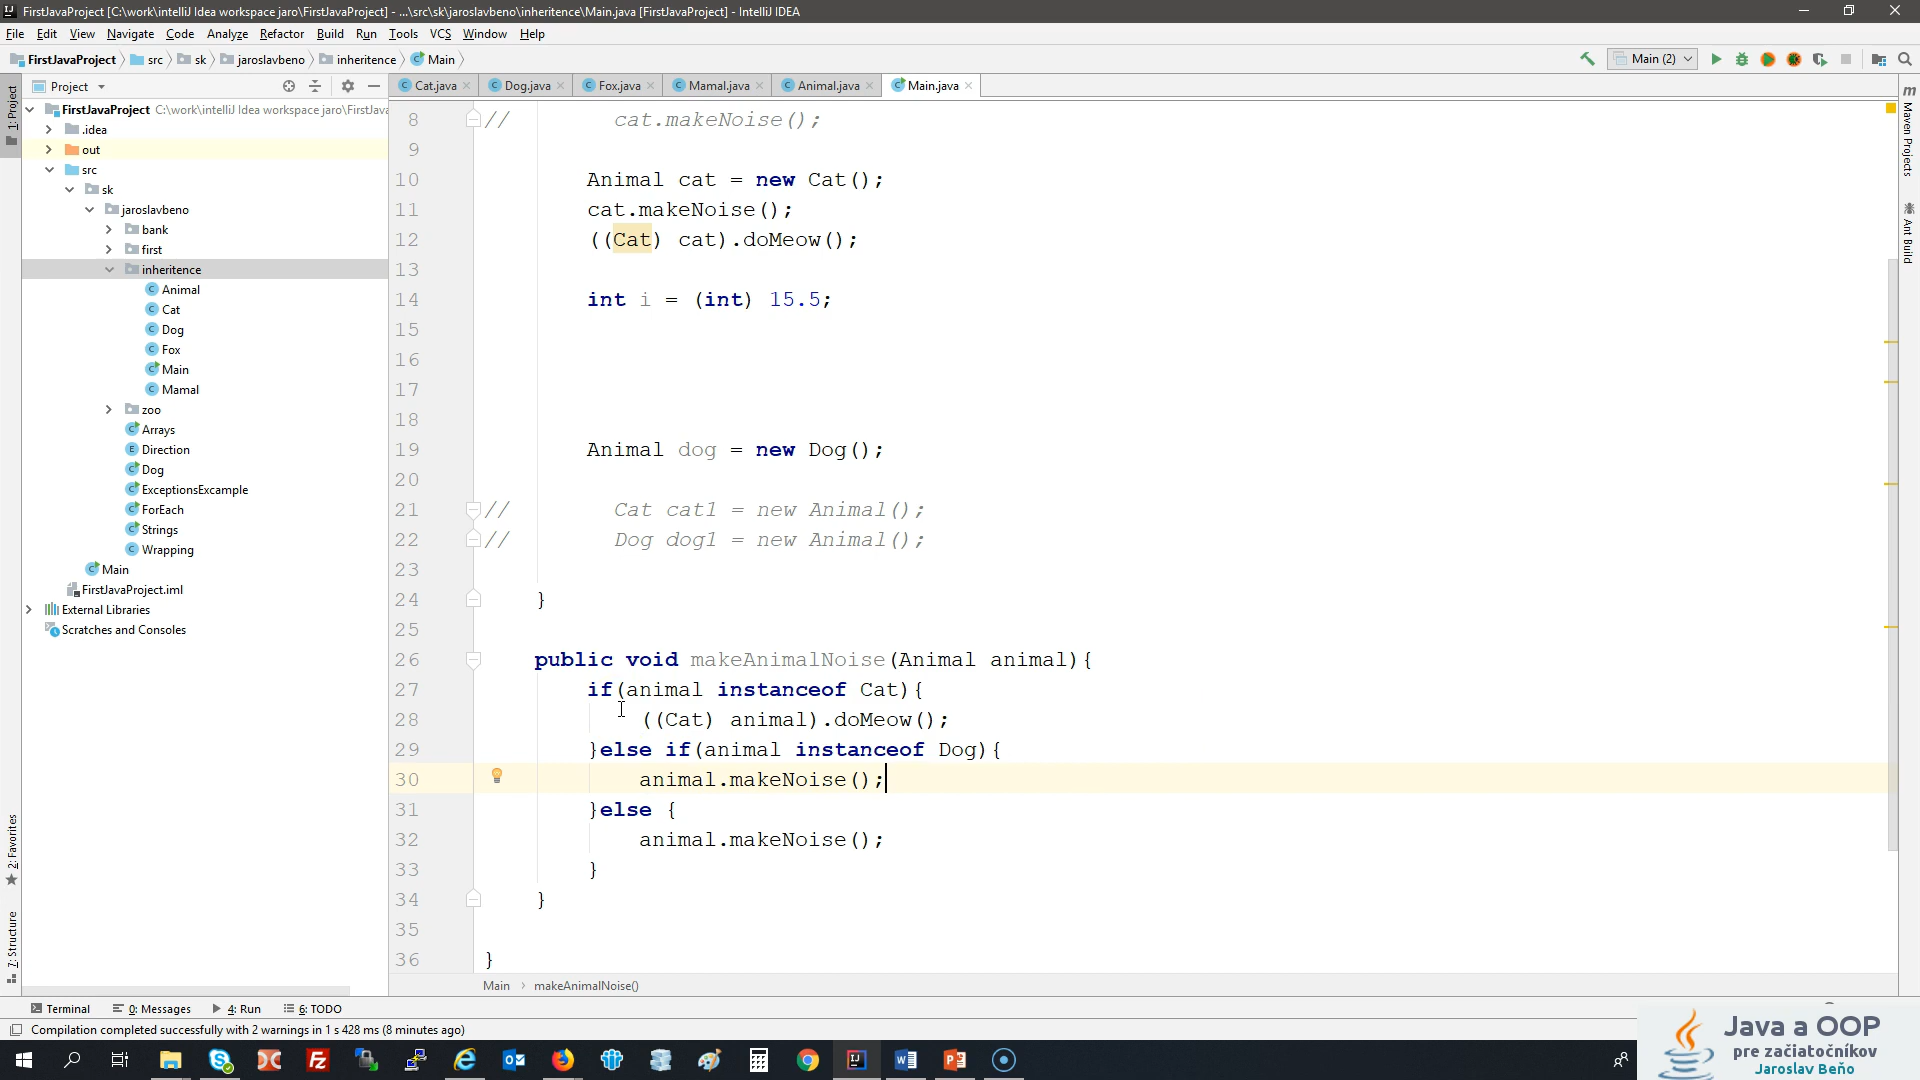 FirstJavaProject [C:\work\intelliJ Idea workspace jaro\FirstJavaProject] - ...\src\sk\jaroslavbeno\inheritence\Main.java [FirstJavaProject] - IntelliJ IDEA
File Edit View Navigate Code Analyze Refactor Build Run Tools VCS Window Help
FirstJavaProject src sk jaroslavbeno inheritence Main
Main (2)
Project
Cat.java Dog.java Fox.java Mamal.java Animal.java Main.java
1: Project
FirstJavaProject C:\work\intelliJ Idea workspace jaro\FirstJava
.idea
out
src
sk
jaroslavbeno
bank
first
inheritence
Animal
Cat
Dog
Fox
Main
Mamal
zoo
Arrays
Direction
Dog
ExceptionsExcample
ForEach
Strings
Wrapping
Main
FirstJavaProject.iml
External Libraries
Scratches and Consoles
2: Favorites
7: Structure
8 // cat.makeNoise();
9
10 Animal cat = new Cat();
11 cat.makeNoise();
12 ((Cat) cat).doMeow();
13
14 int i = (int) 15.5;
15
16
17
18
19 Animal dog = new Dog();
20
21 // Cat cat1 = new Animal();
22 // Dog dog1 = new Animal();
23
24 }
25
26 public void makeAnimalNoise(Animal animal){
27 if(animal instanceof Cat){
28 ((Cat) animal).doMeow();
29 }else if(animal instanceof Dog){
30 animal.makeNoise();
31 }else {
32 animal.makeNoise();
33 }
34 }
35
36 }
Main makeAnimalNoise()
m Maven Projects
Ant Build
Terminal 0: Messages 4: Run 6: TODO
Compilation completed successfully with 2 warnings in 1 s 428 ms (8 minutes ago)
Java a OOP
pre začiatočníkov
Jaroslav Beňo